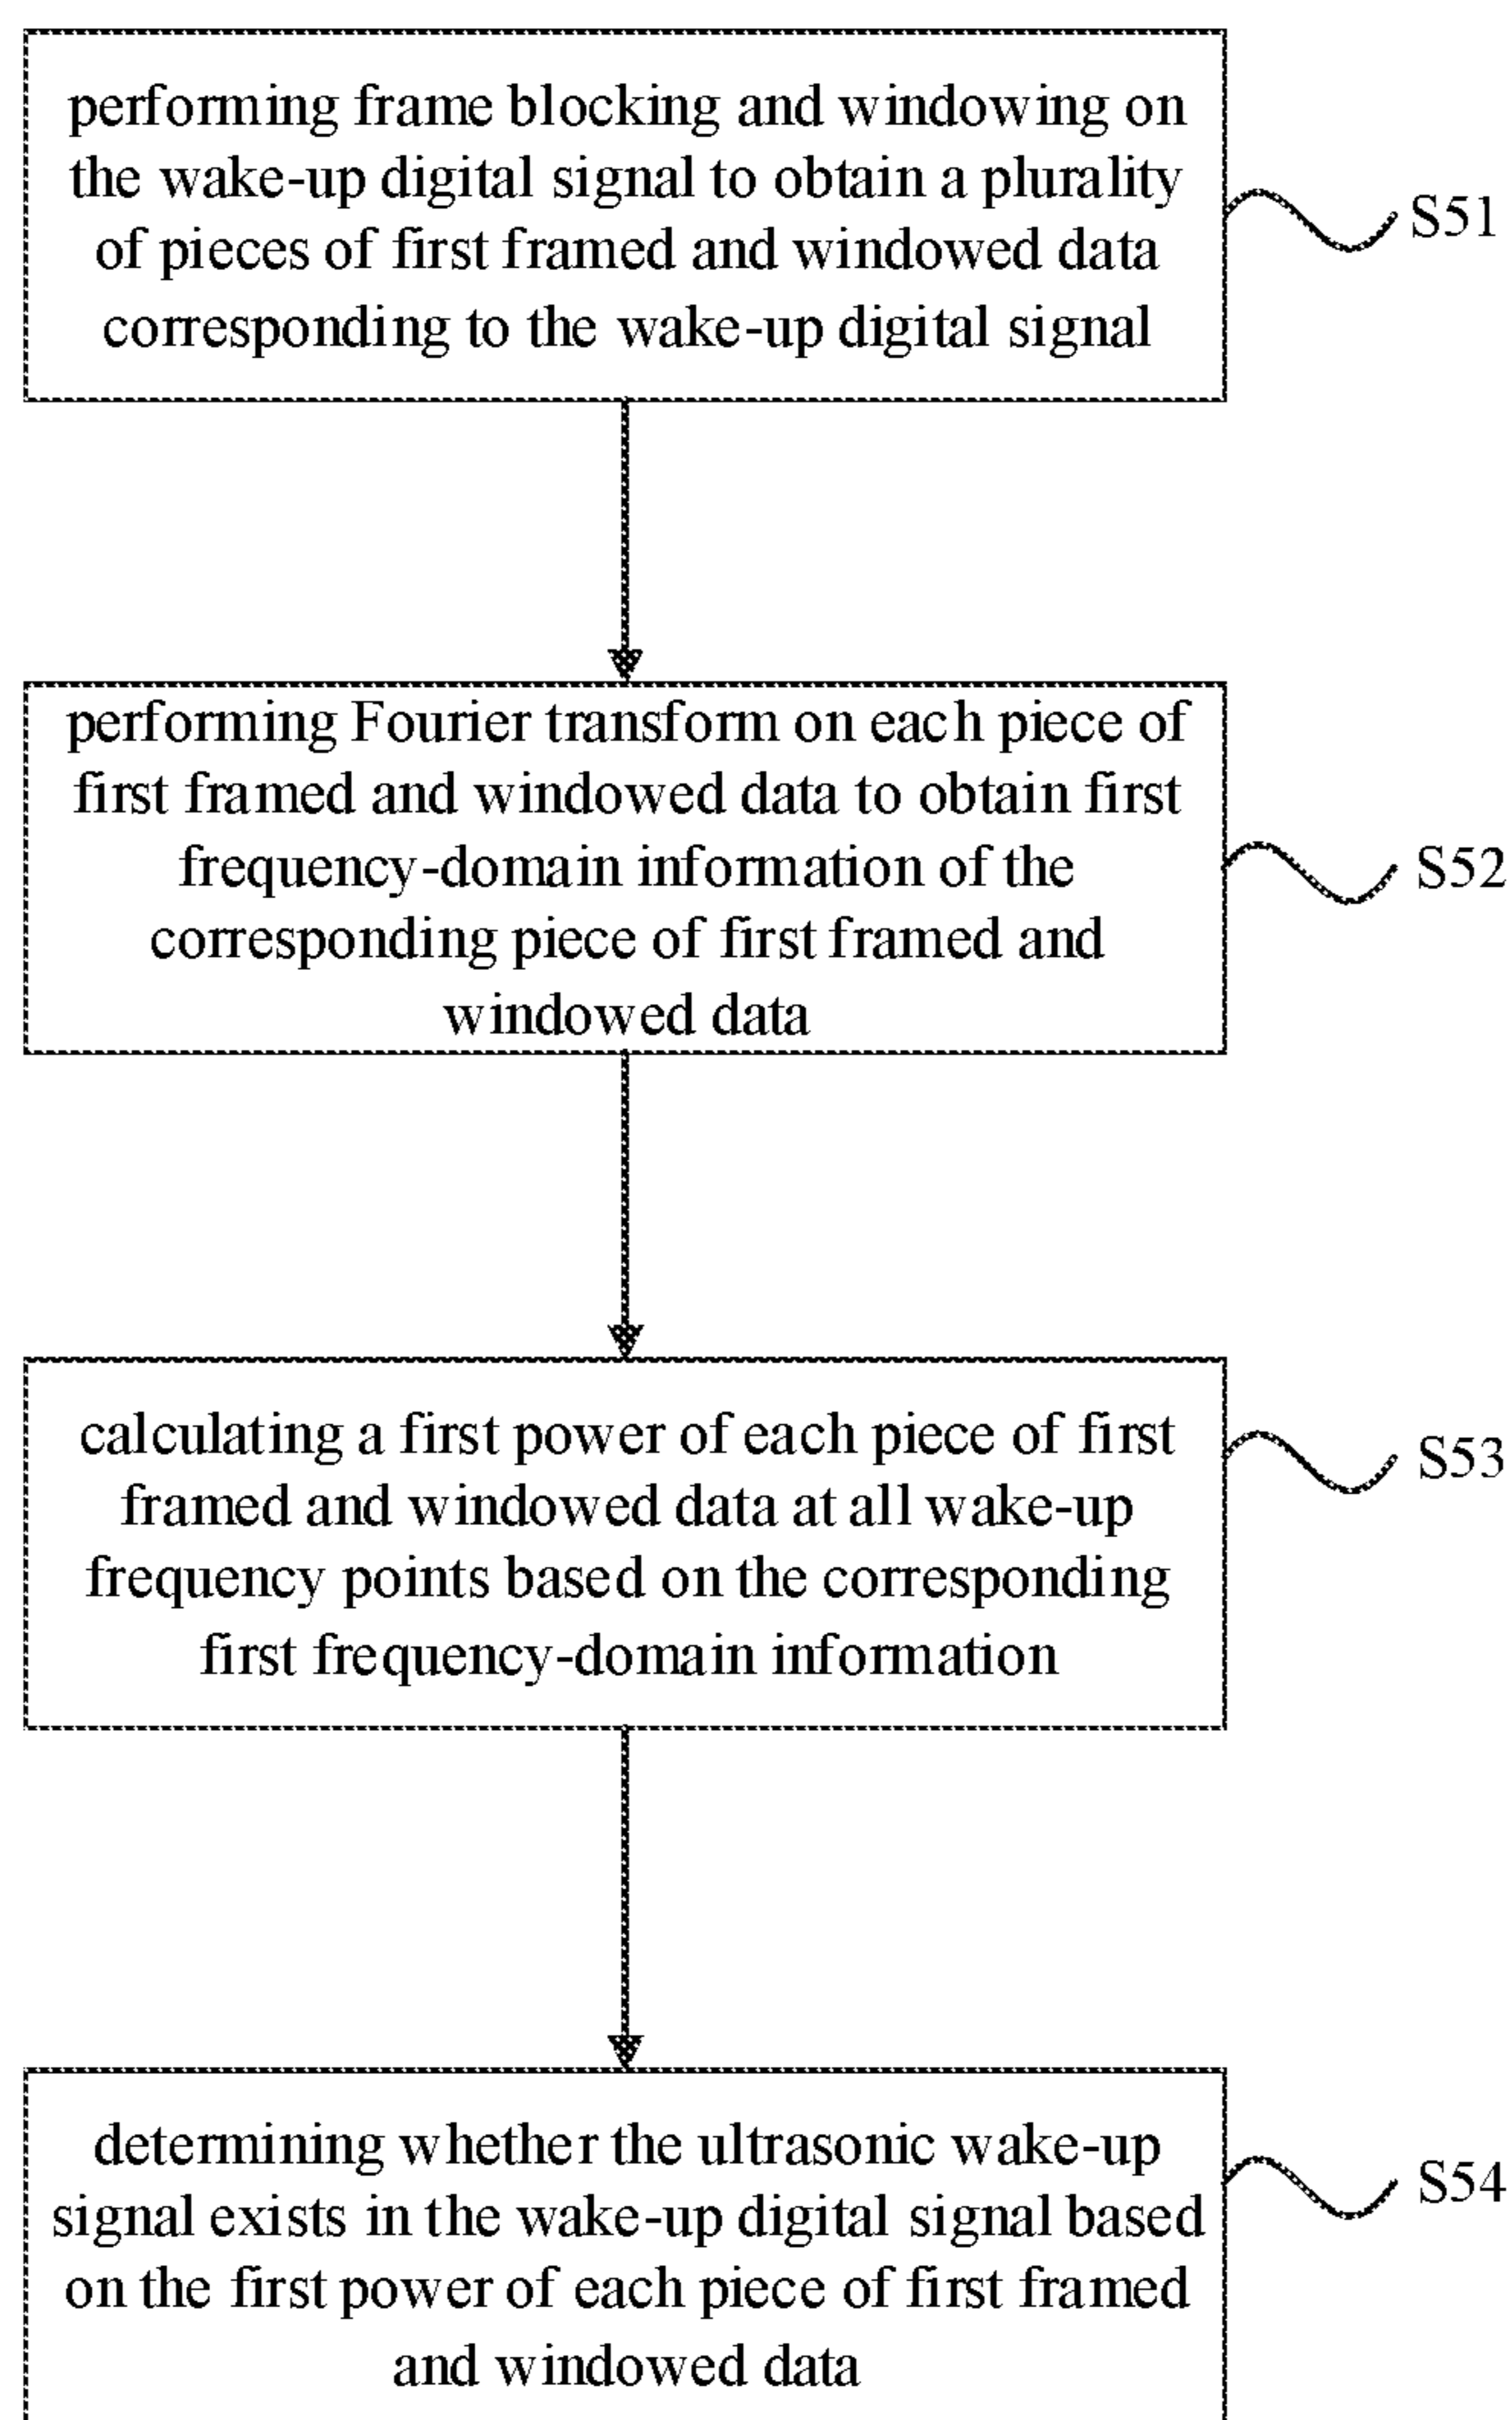 performing frame blocking and windowing on
the wake-up digital signal to obtain a plurality
of pieces of first framed and windowed data
corresponding to the wake-up digital signal
S51
performing Fourier transform on each piece of
first framed and windowed data to obtain first
frequency-domain information of the
corresponding piece of first framed and
windowed data
S52
calculating a first power of each piece of first
framed and windowed data at all wake-up
frequency points based on the corresponding
first frequency-domain information
S53
determining whether the ultrasonic wake-up
signal exists in the wake-up digital signal based
on the first power of each piece of first framed
and windowed data
S54